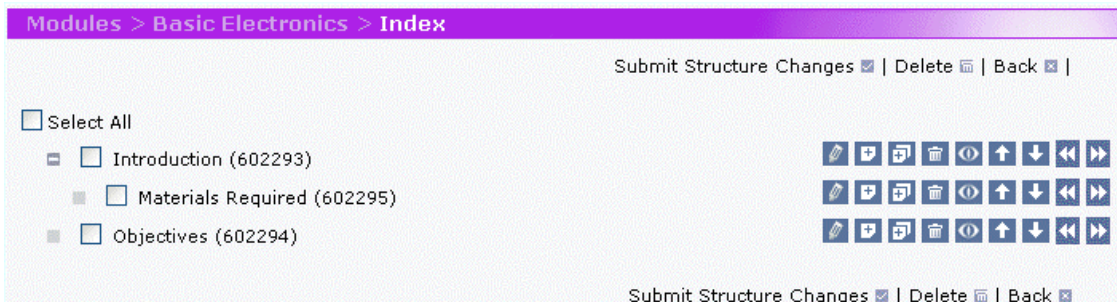 Modules > Basic Electronics > Index
Submit Structure Changes | Delete | Back |
Select All
Introduction (602293)
Materials Required (602295)
Objectives (602294)
Submit Structure Changes | Delete | Back